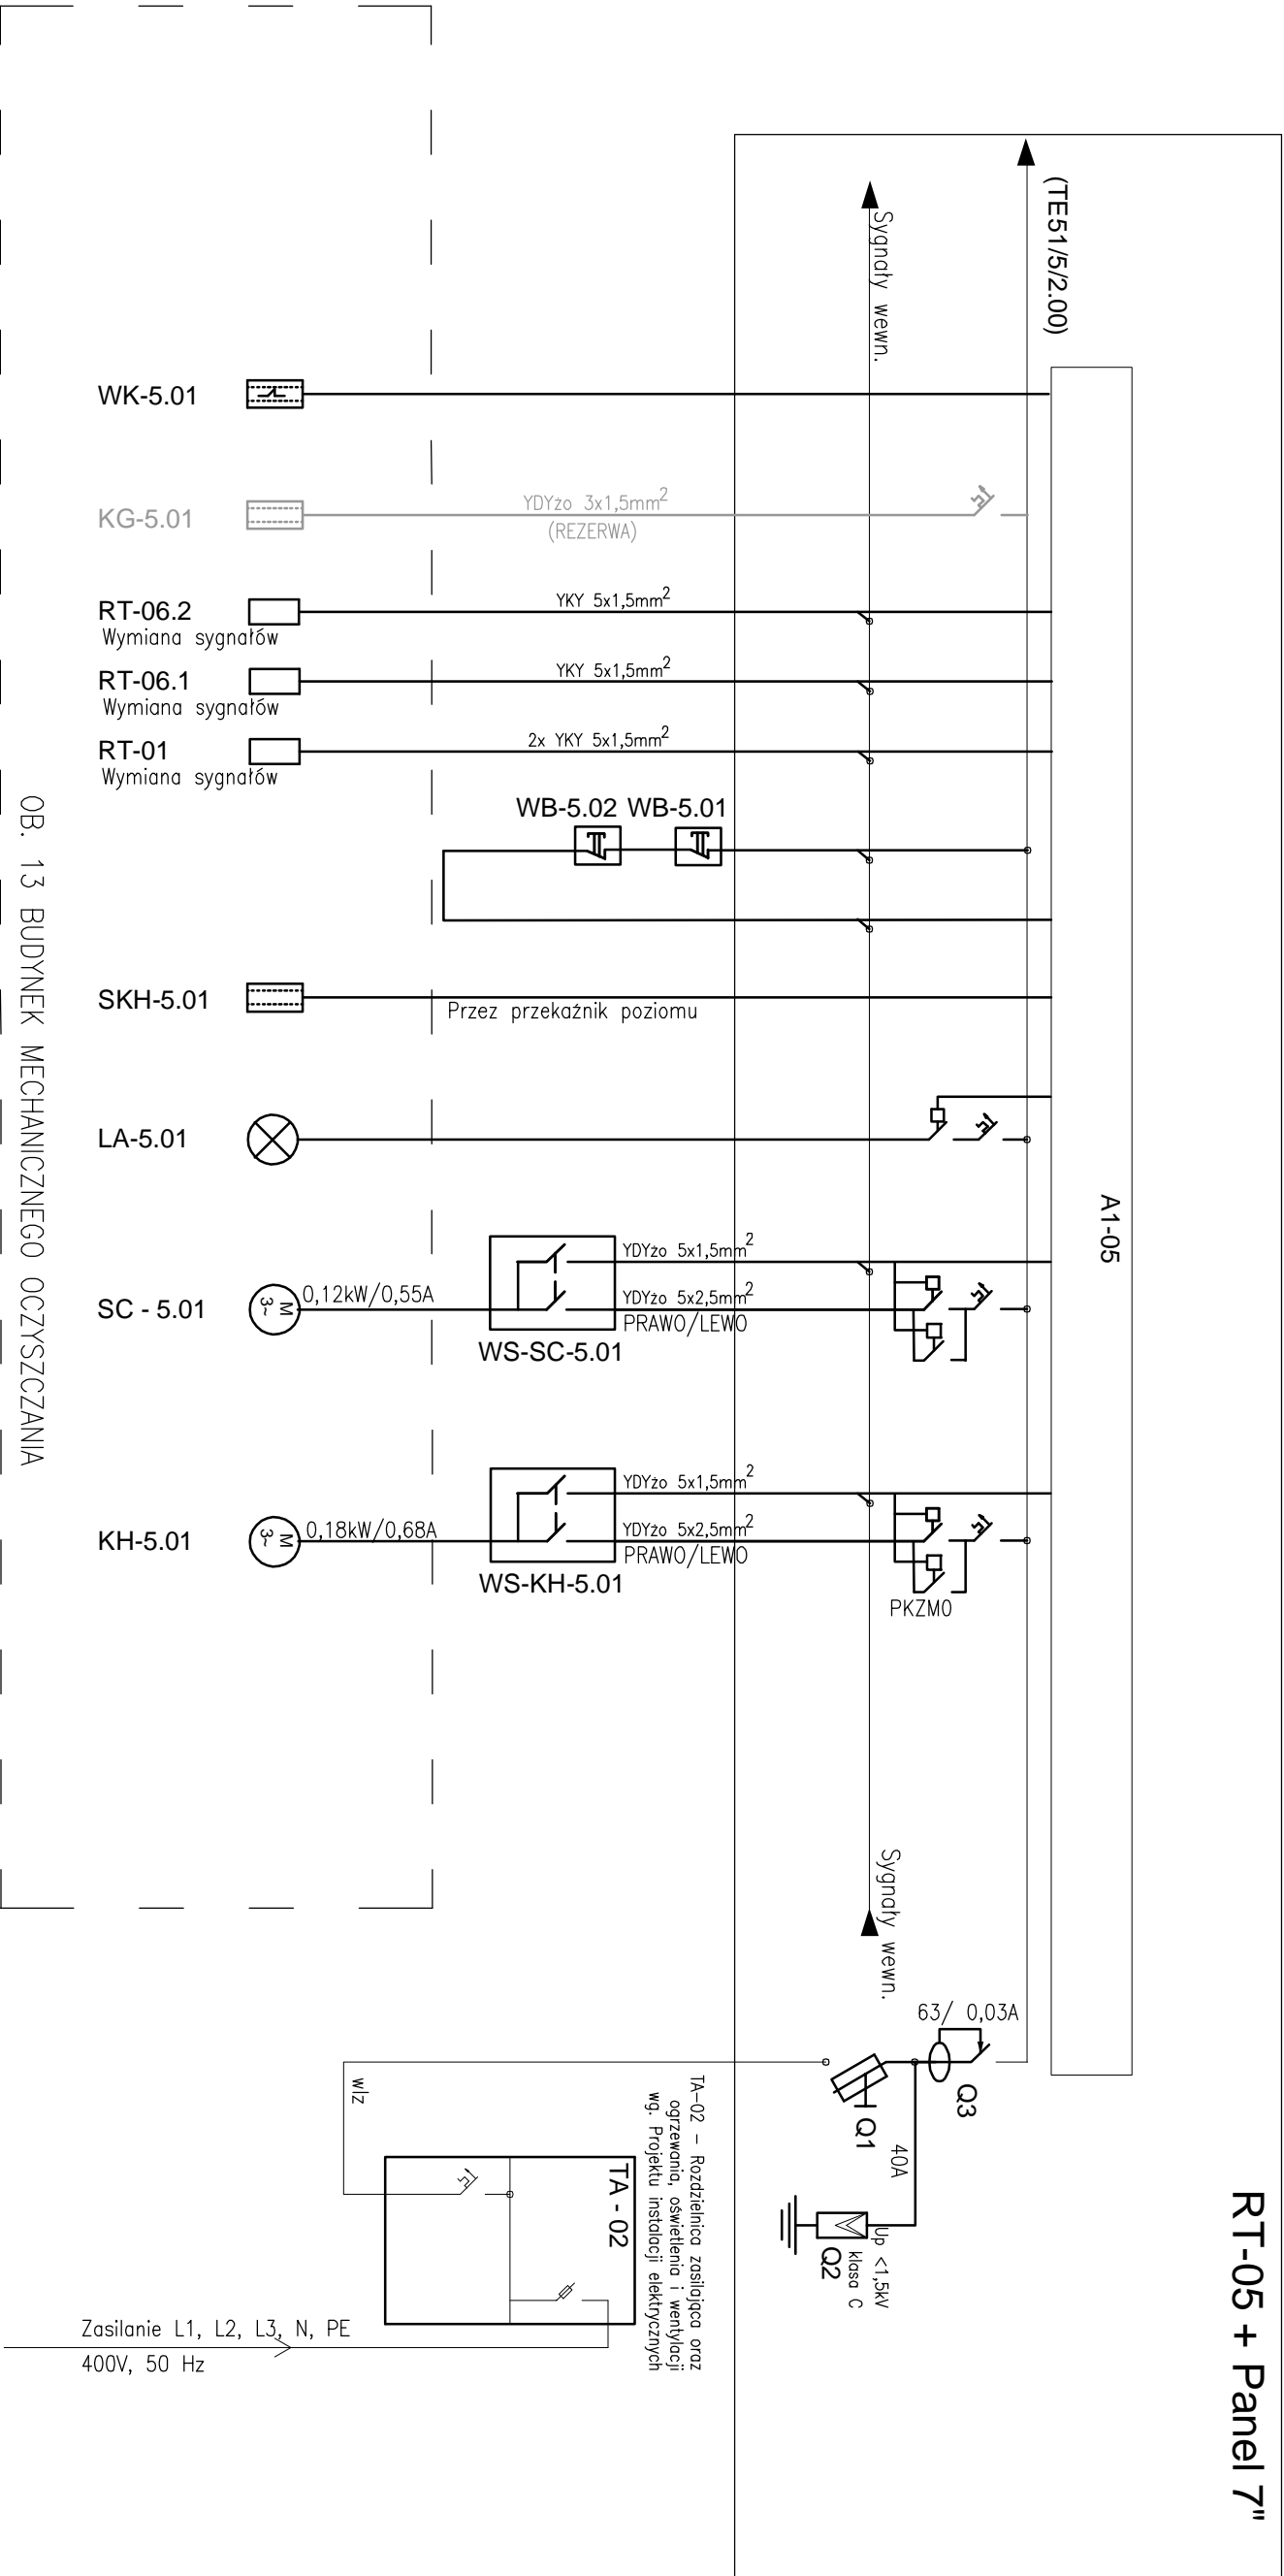 RT-05 + Panel 7"
(TE51/5/2.00)
Sygnały wewn.
A1-05
WK-5.01
KG-5.01
YDYżo 3x1,5mm²
(REZERWA)
RT-06.2
Wymiana sygnałów
YKY 5x1,5mm²
RT-06.1
Wymiana sygnałów
YKY 5x1,5mm²
RT-01
Wymiana sygnałów
2x YKY 5x1,5mm²
WB-5.02 WB-5.01
SKH-5.01
Przez przekaźnik poziomu
LA-5.01
SC - 5.01
M
3~
0,12kW/0,55A
YDYżo 5x1,5mm²
YDYżo 5x2,5mm²
PRAWO/LEWO
WS-SC-5.01
KH-5.01
M
3~
0,18kW/0,68A
YDYżo 5x1,5mm²
YDYżo 5x2,5mm²
PRAWO/LEWO
WS-KH-5.01
PKZM0
OB. 13 BUDYNEK MECHANICZNEGO OCZYSZCZANIA
Sygnały wewn.
63/ 0,03A
Q3
Q1
40A
Up <1,5kV
klasa C
Q2
TA-02 - Rozdzielnica zasilająca oraz
ogrzewania, oświetlenia i wentylacji
wg. Projektu instalacji elektrycznych
TA - 02
wlz
Zasilanie L1, L2, L3, N, PE
400V, 50 Hz